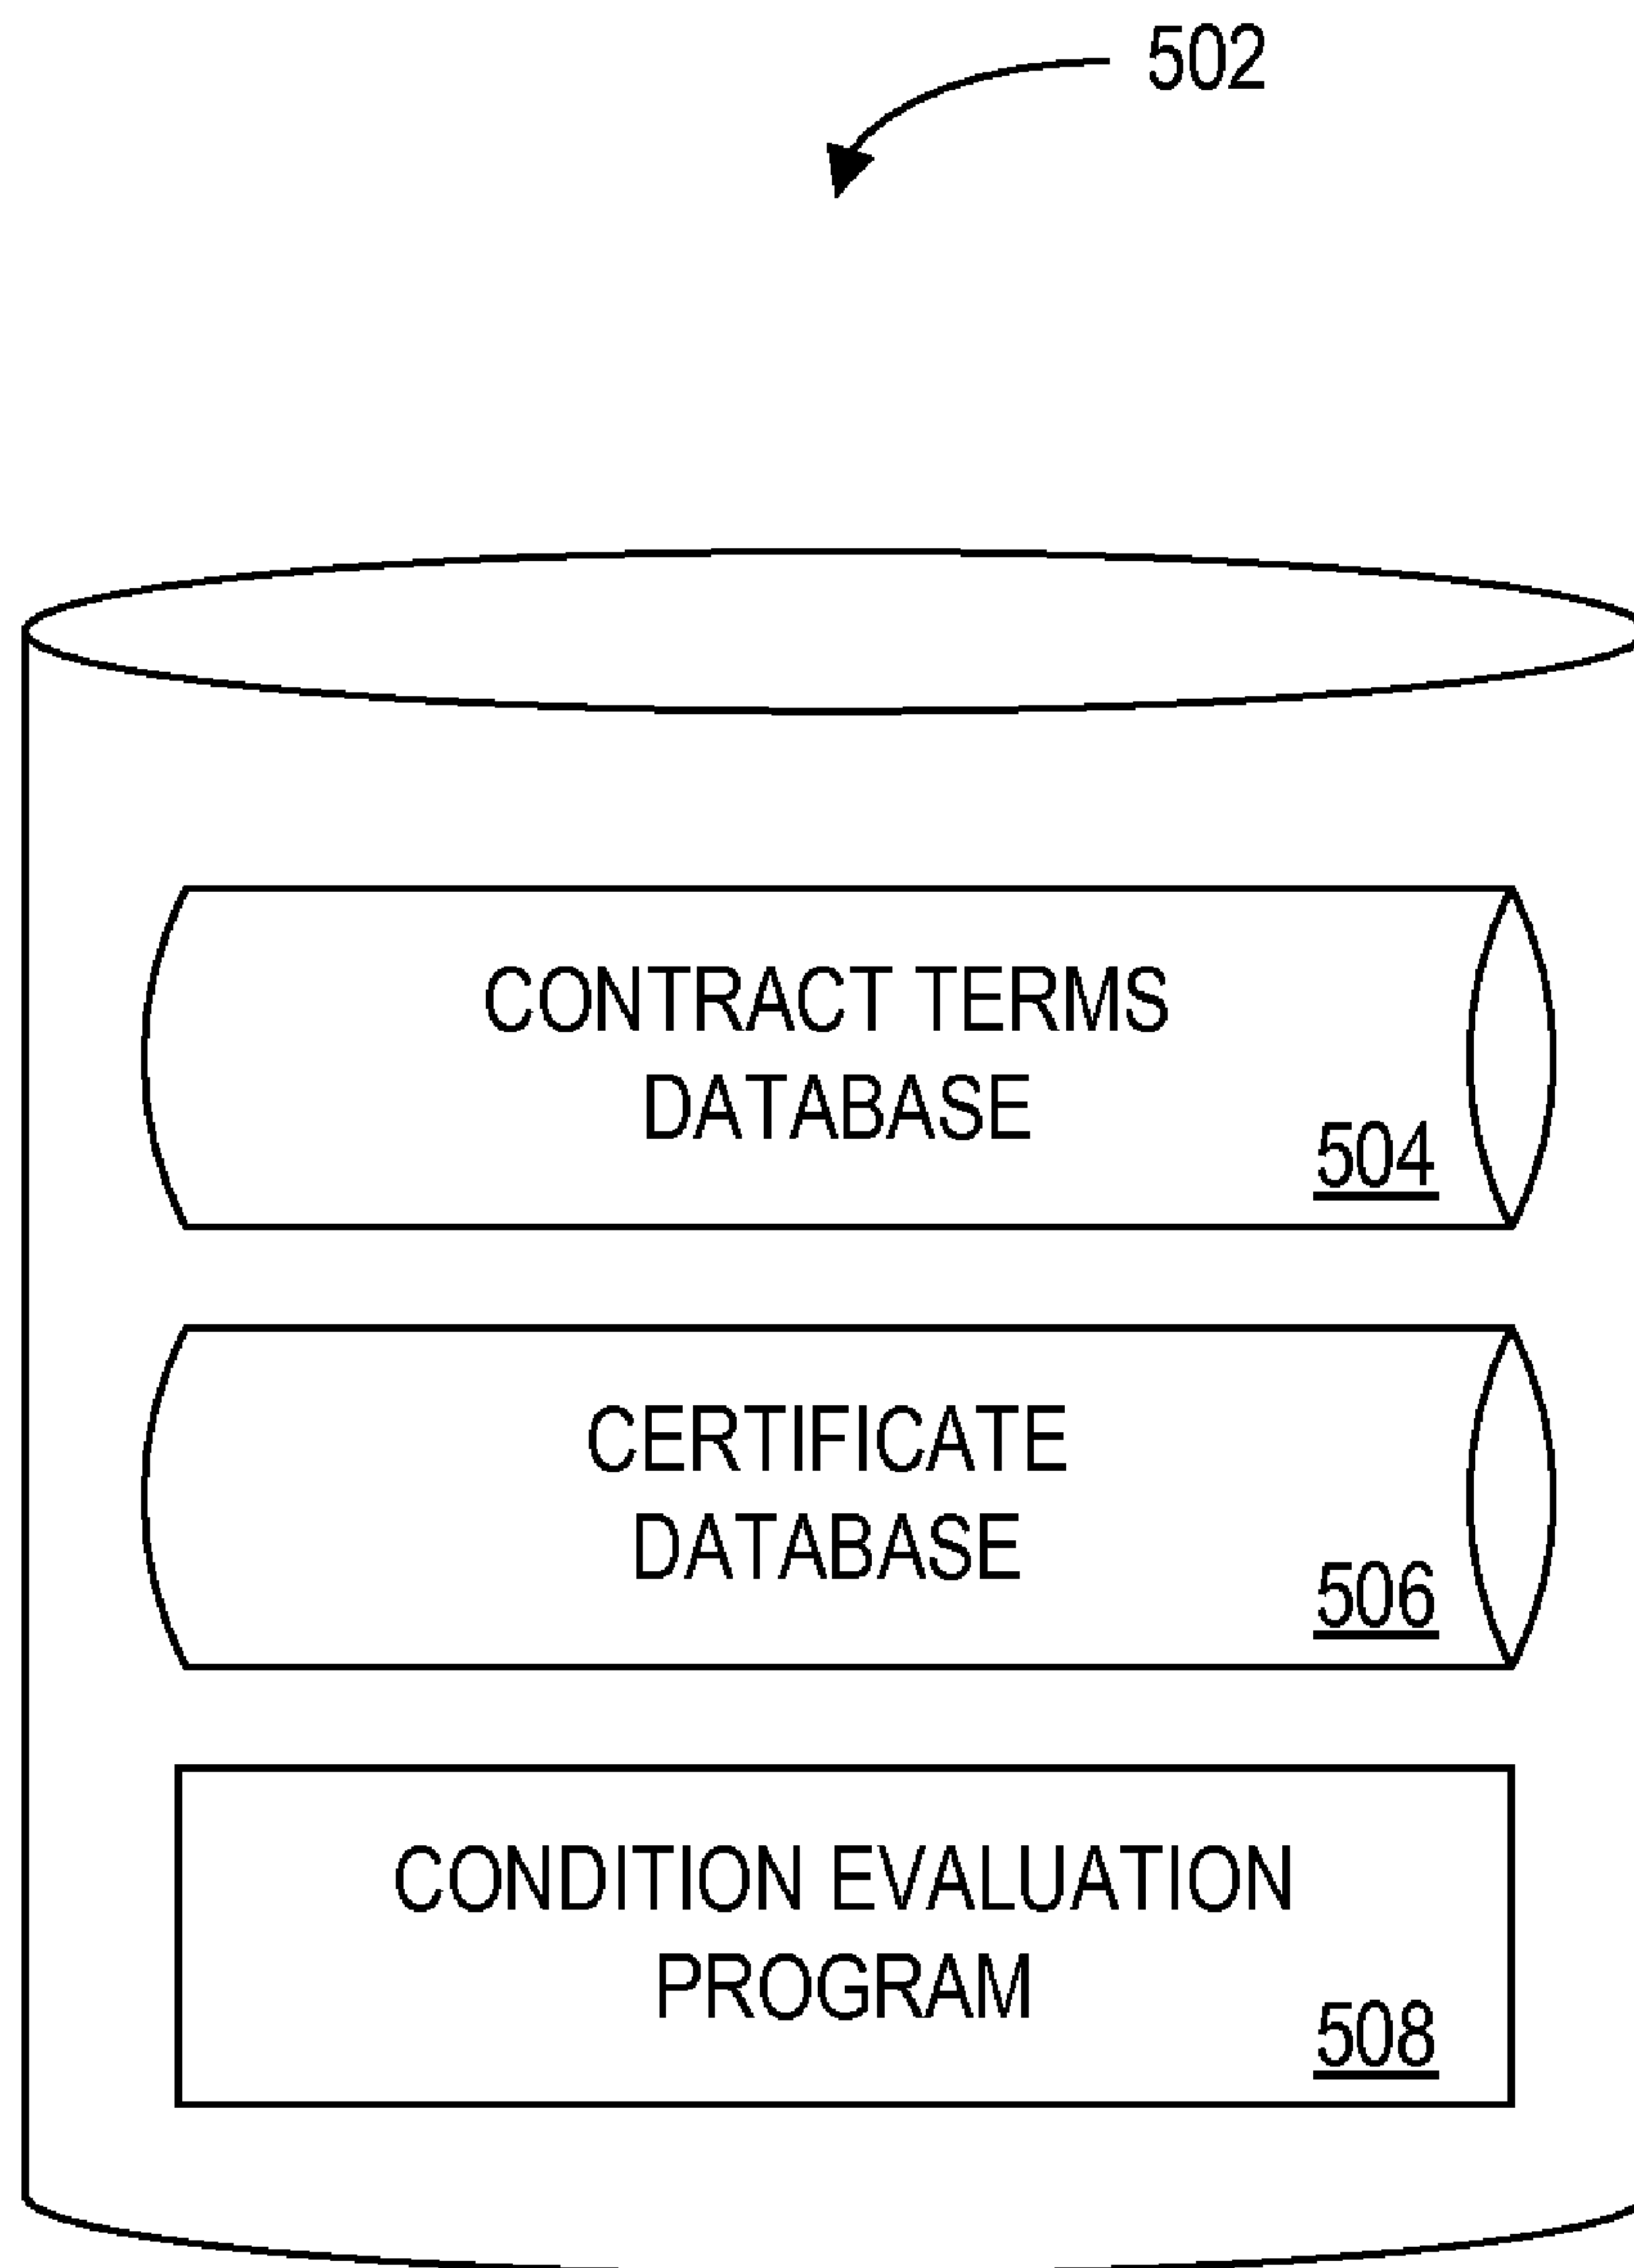 502
CONTRACT TERMS
DATABASE
504
CERTIFICATE
DATABASE
506
CONDITION EVALUATION
PROGRAM
508